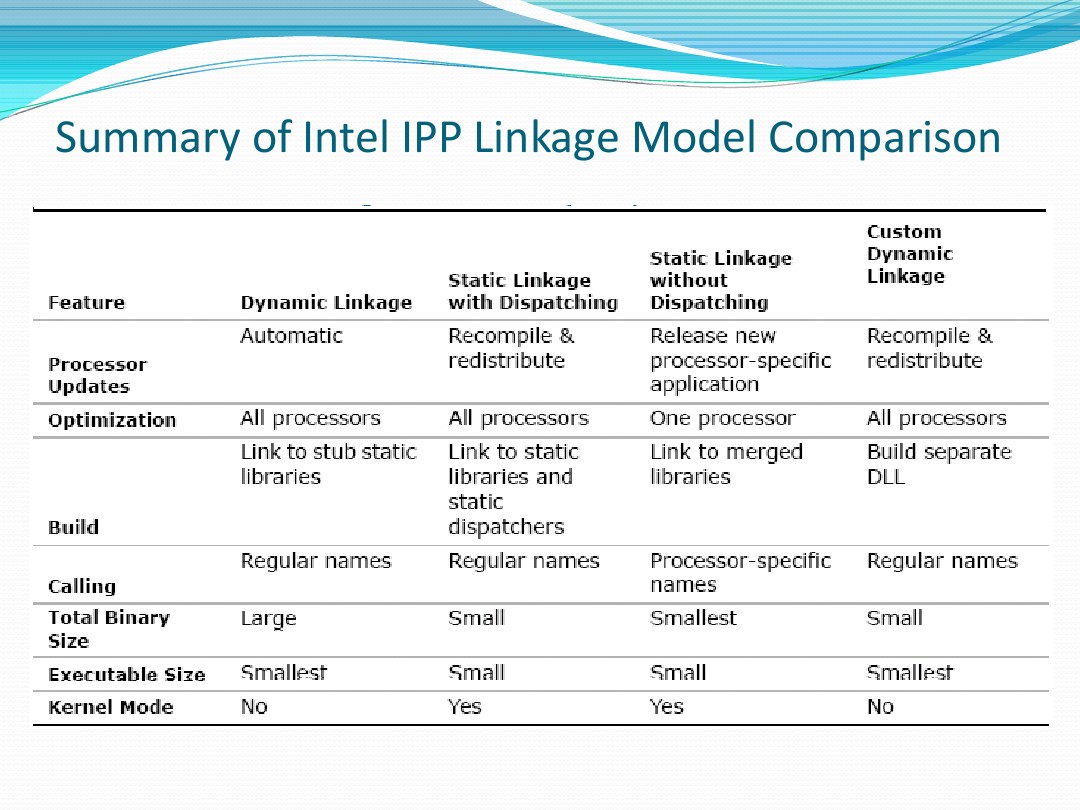 Summary of Intel IPP Linkage Model Comparison
Feature
Dynamic Linkage
Static Linkage
with Dispatching
Static Linkage
without
Dispatching
Custom
Dynamic
Linkage
Processor
Updates
Automatic
Recompile &
redistribute
Release new
processor-specific
application
Recompile &
redistribute
Optimization
All processors
All processors
One processor
All processors
Build
Link to stub static
libraries
Link to static
libraries and
static
dispatchers
Link to merged
libraries
Build separate
DLL
Calling
Regular names
Regular names
Processor-specific
names
Regular names
Total Binary
Size
Large
Small
Smallest
Small
Executable Size
Smallest
Small
Small
Smallest
Kernel Mode
No
Yes
Yes
No